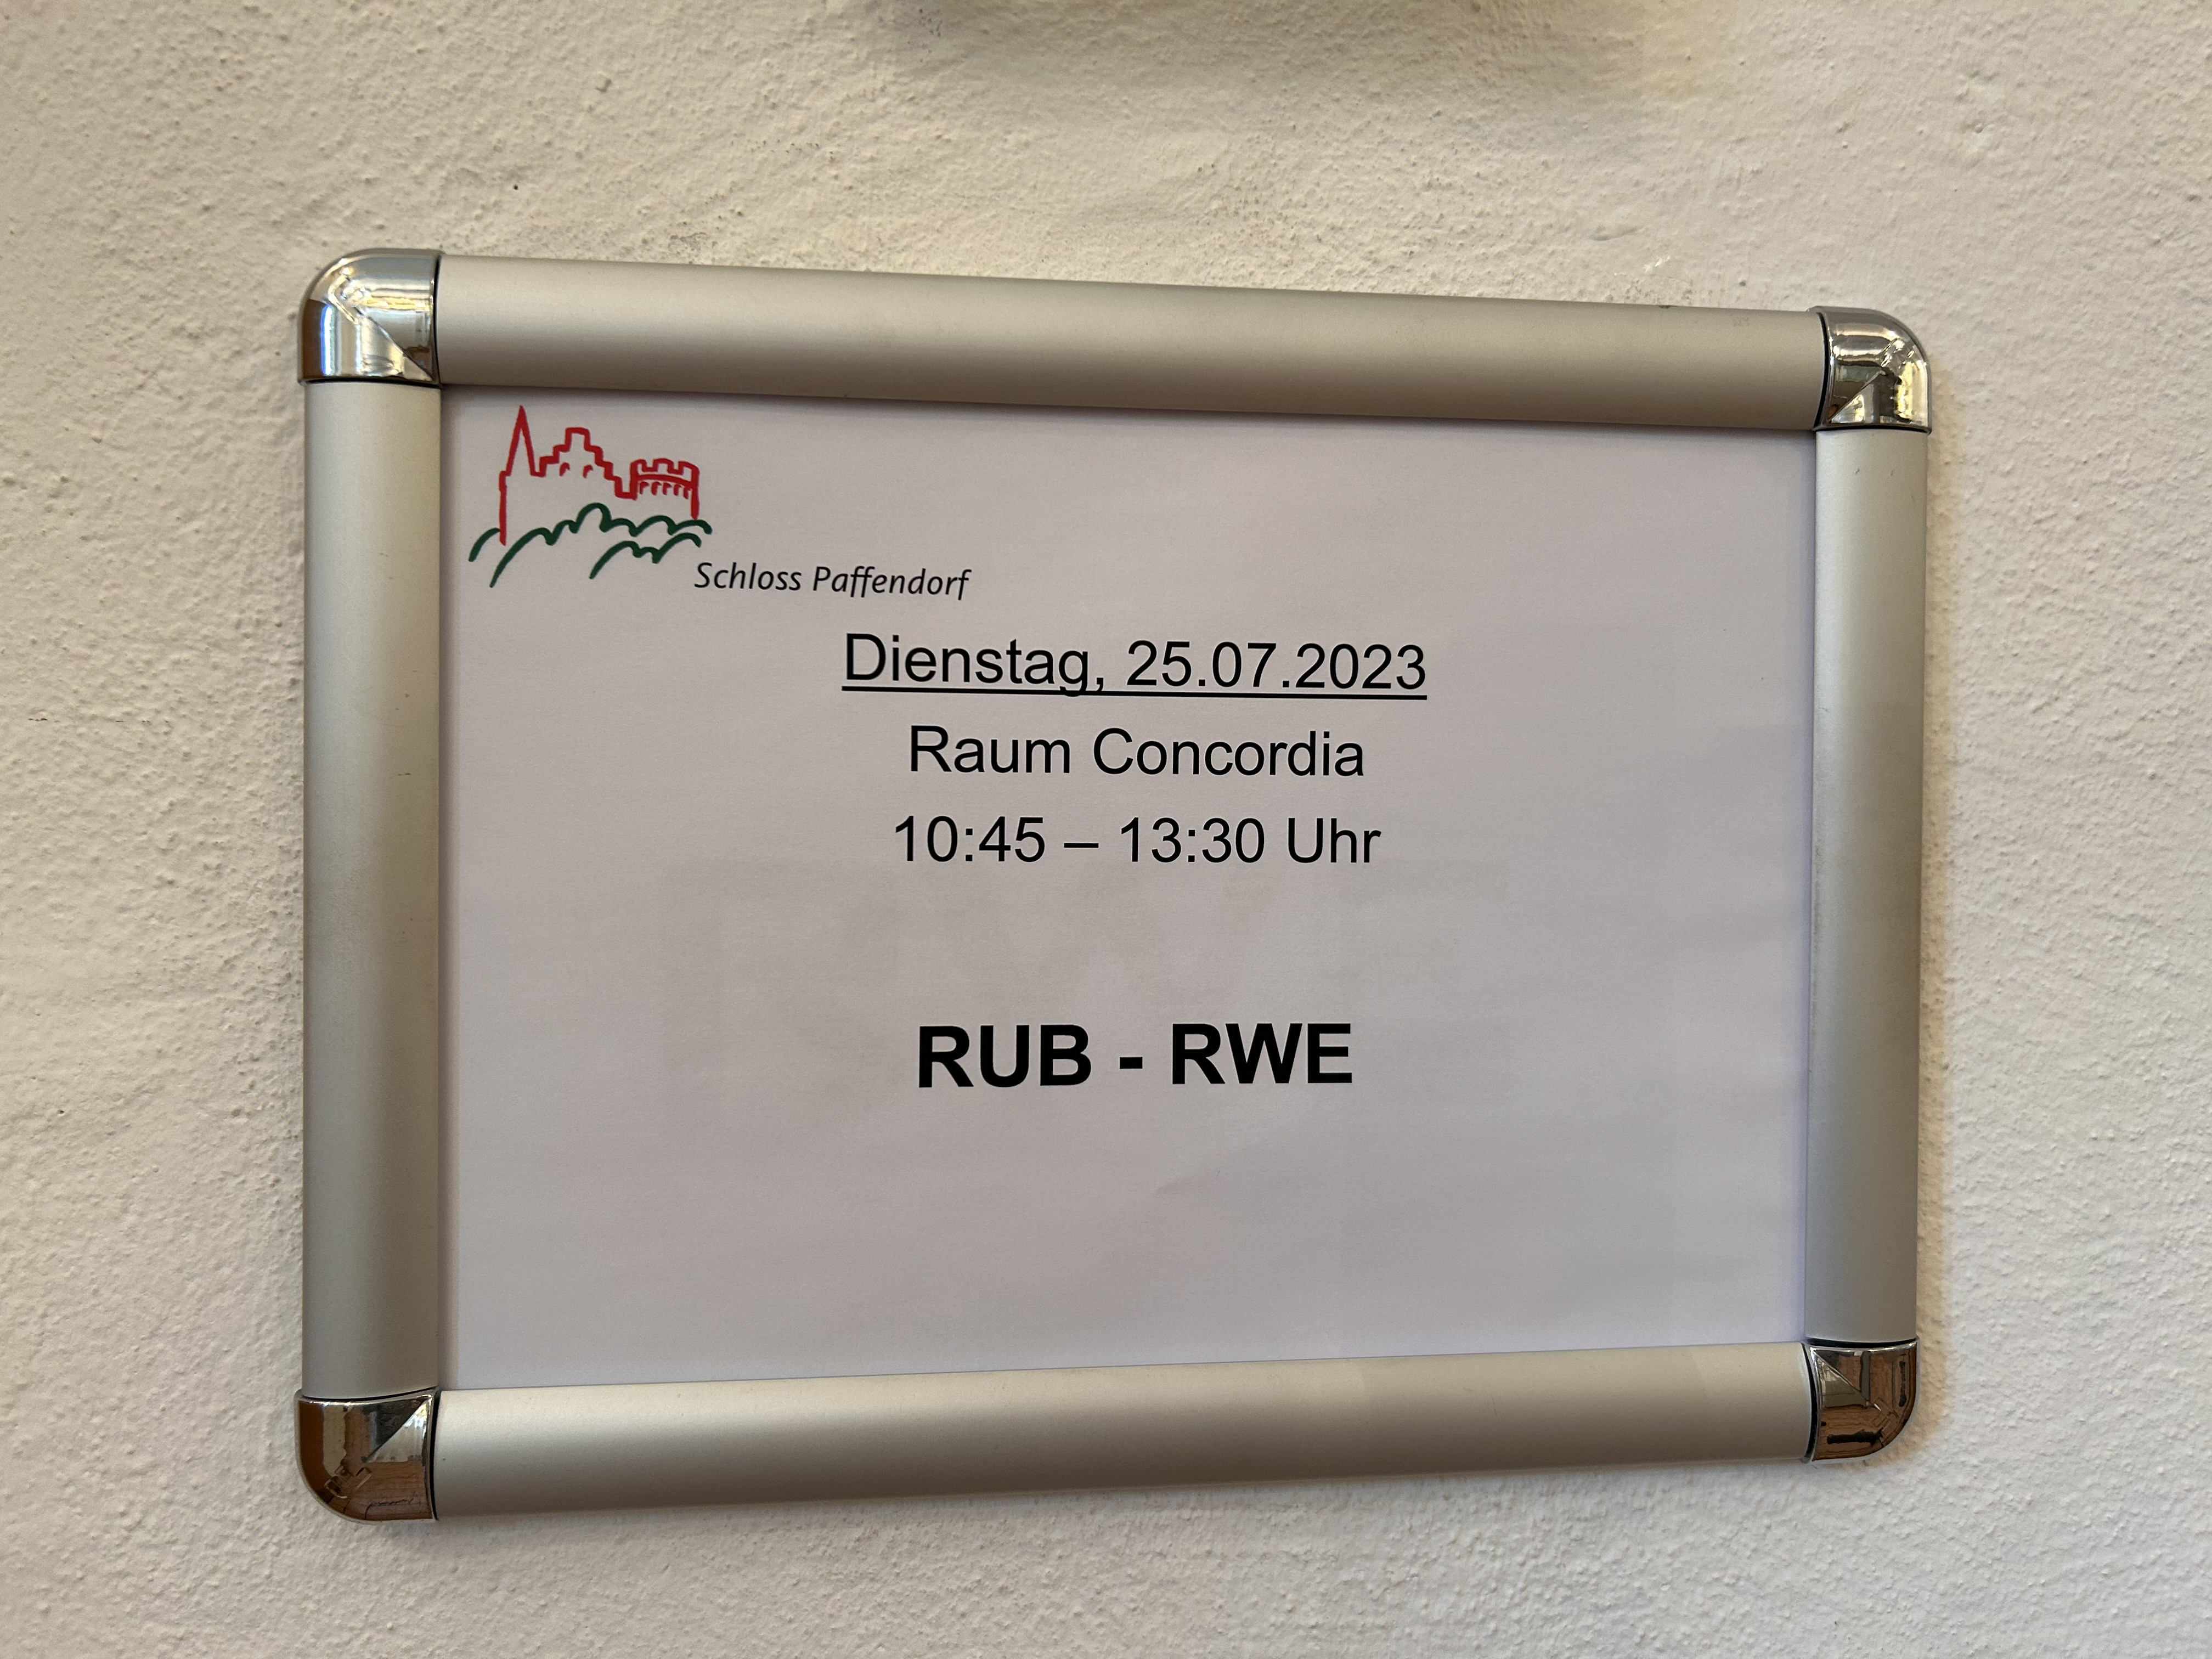 Schloss Paffendorf
Dienstag, 25.07.2023
Raum Concordia
10:45 – 13:30 Uhr
RUB - RWE